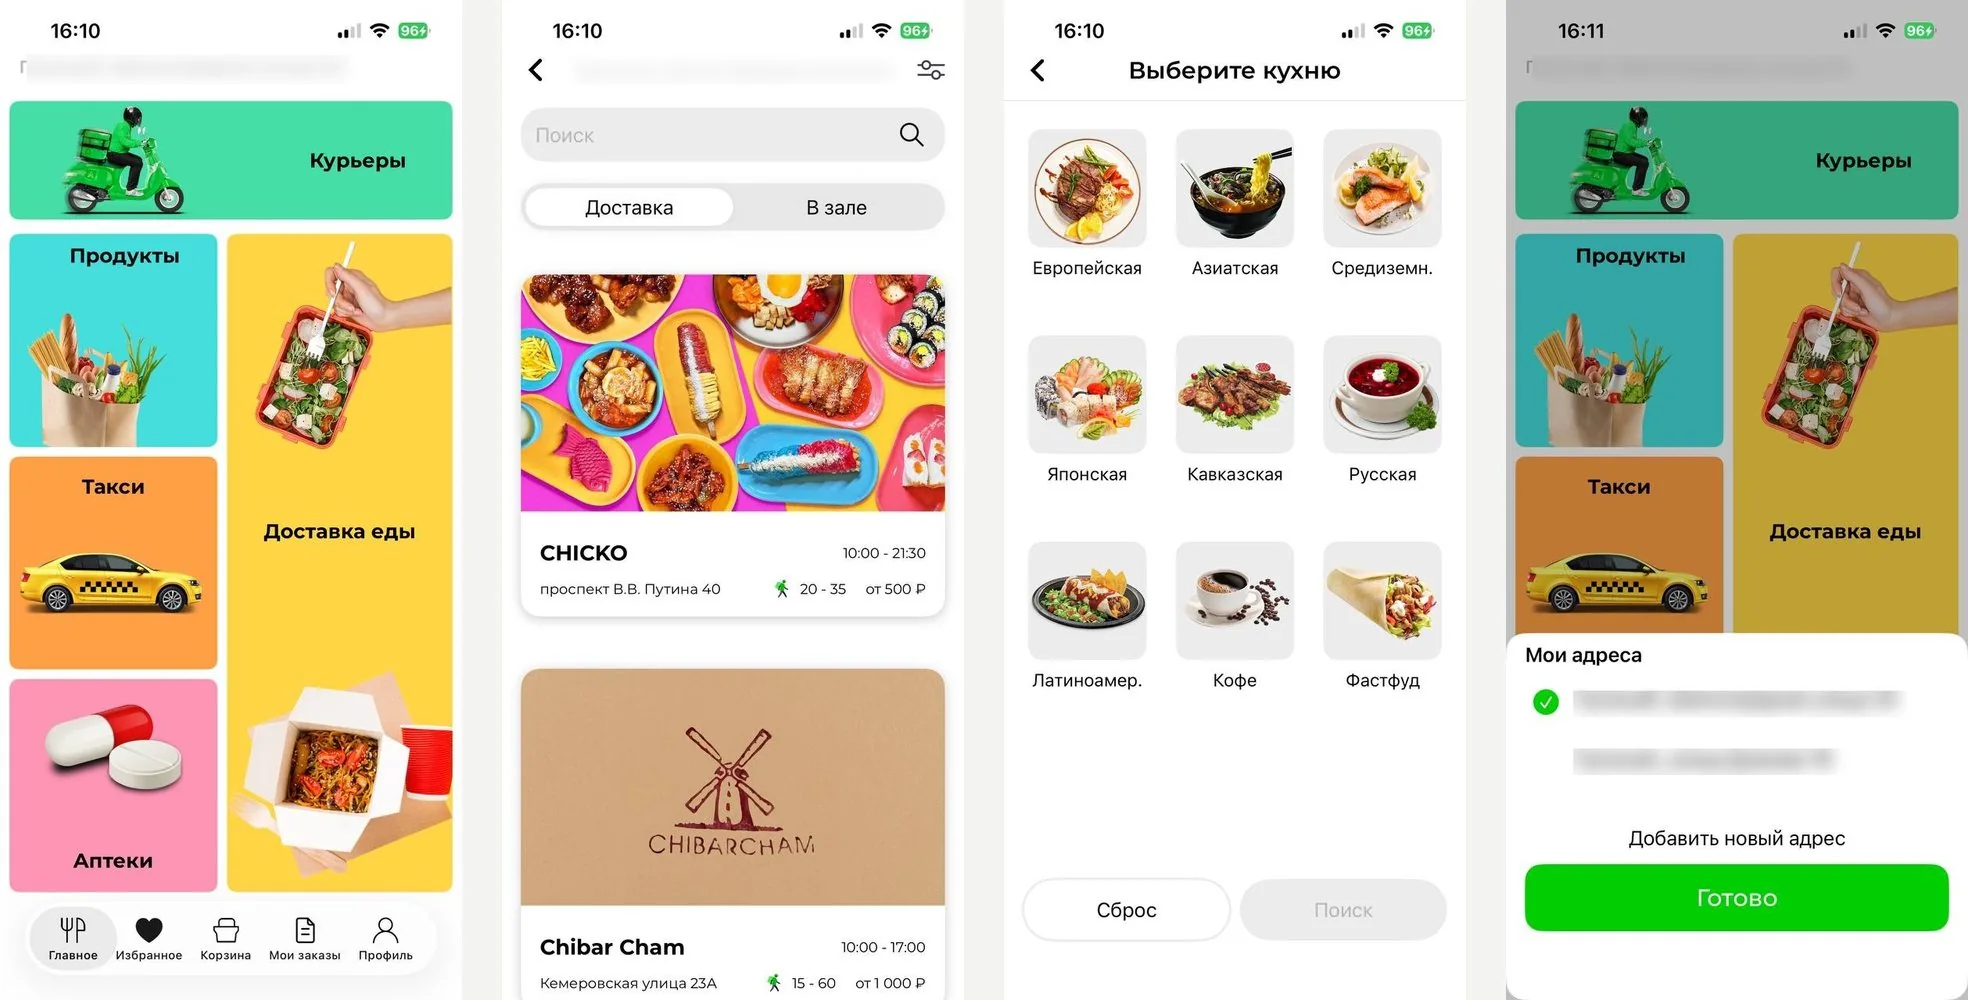 16:10
96
Курьеры
Продукты
Такси
Доставка еды
Аптеки
Главное
Избранное
Корзина
Мои заказы
Профиль
16:10
96
Поиск
Доставка
В зале
CHICKO
10:00 - 21:30
проспект В.В. Путина 40
20 - 35
от 500 ₽
CHIBARCHAM
Chibar Cham
10:00 - 17:00
Кемеровская улица 23А
15 - 60
от 1 000 ₽
16:10
96
Выберите кухню
Европейская
Азиатская
Средиземн.
Японская
Кавказская
Русская
Латиноамер.
Кофе
Фастфуд
Сброс
Поиск
16:11
96
Курьеры
Продукты
Такси
Доставка еды
Мои адреса
Добавить новый адрес
Готово